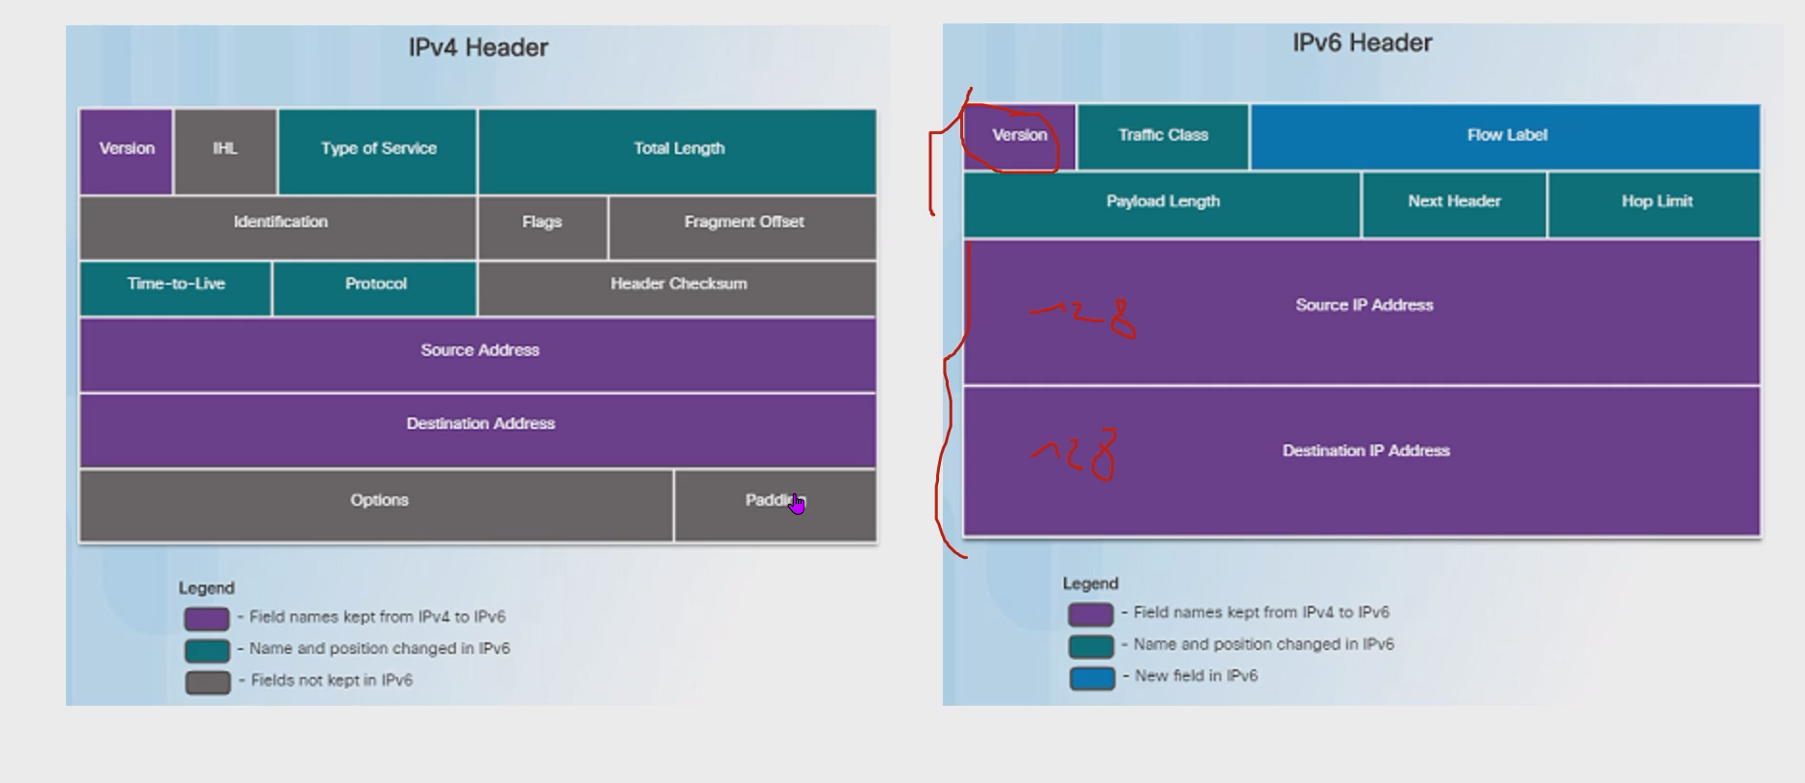 IPv4 Header
Version IHL Type of Service Total Length
Identification Flags Fragment Offset
Time-to-Live Protocol Header Checksum
Source Address
Destination Address
Options Padding
Legend
- Field names kept from IPv4 to IPv6
- Name and position changed in IPv6
- Fields not kept in IPv6
IPv6 Header
Version Traffic Class Flow Label
Payload Length Next Header Hop Limit
128 Source IP Address
128 Destination IP Address
Legend
- Field names kept from IPv4 to IPv6
- Name and position changed in IPv6
- New field in IPv6